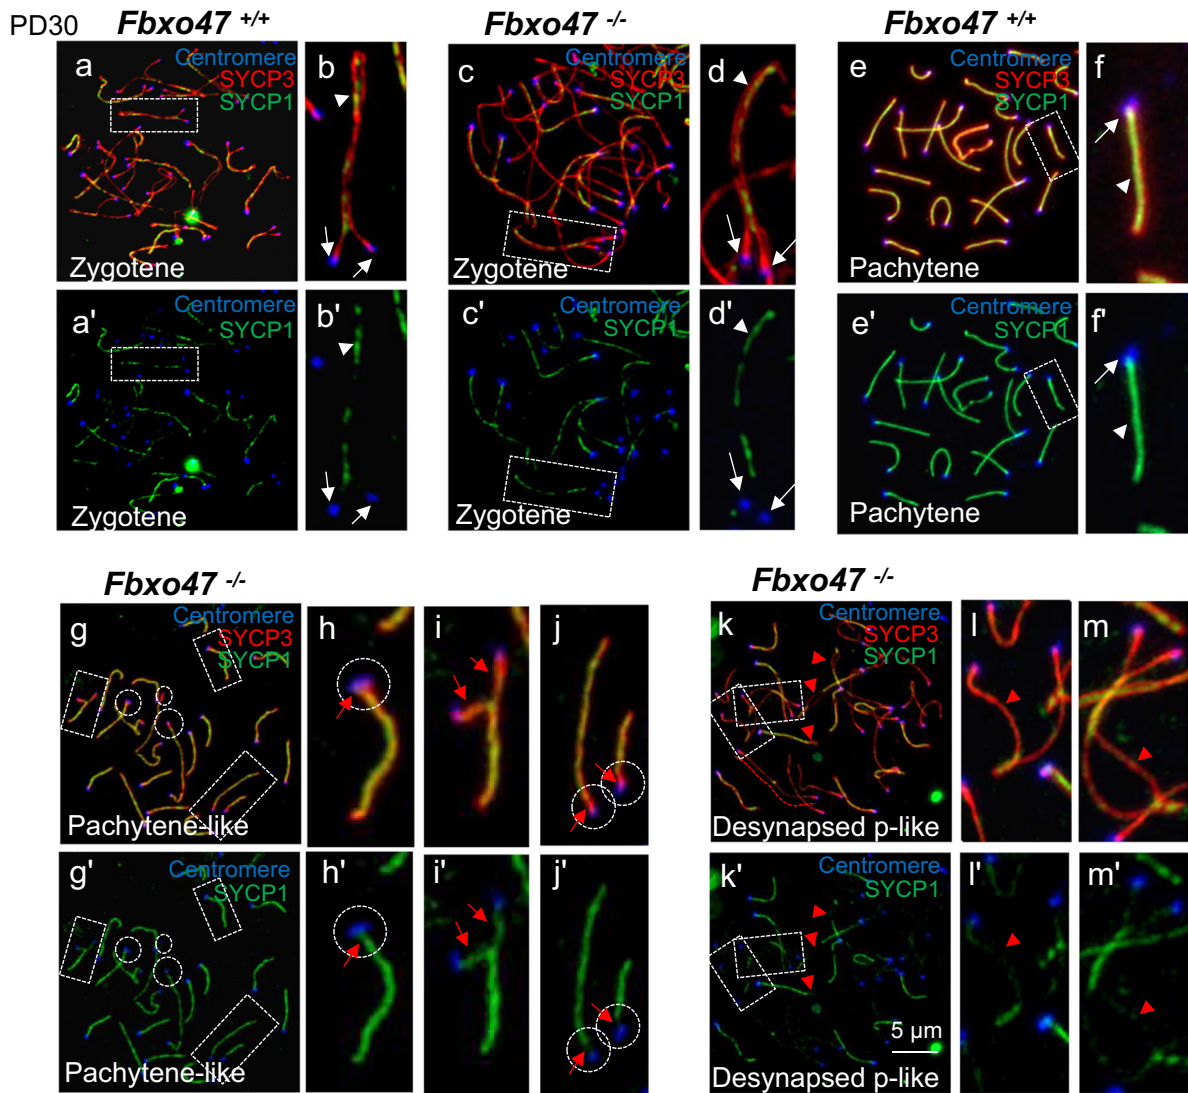 PD30
Fbxo47 +/+
Fbxo47 -/-
Fbxo47 +/+
a
Centromere
SYCP3
SYCP1
Zygotene
b
c
Centromere
SYCP3
SYCP1
Zygotene
d
e
Centromere
SYCP3
SYCP1
Pachytene
f
a'
Centromere
SYCP1
Zygotene
b'
c'
Centromere
SYCP1
Zygotene
d'
e'
Centromere
SYCP1
Pachytene
f'
Fbxo47 -/-
Fbxo47 -/-
g
Centromere
SYCP3
SYCP1
Pachytene-like
h
i
j
k
Centromere
SYCP3
SYCP1
Desynapsed p-like
l
m
g'
Centromere
SYCP1
Pachytene-like
h'
i'
j'
k'
Centromere
SYCP1
5 µm
Desynapsed p-like
l'
m'